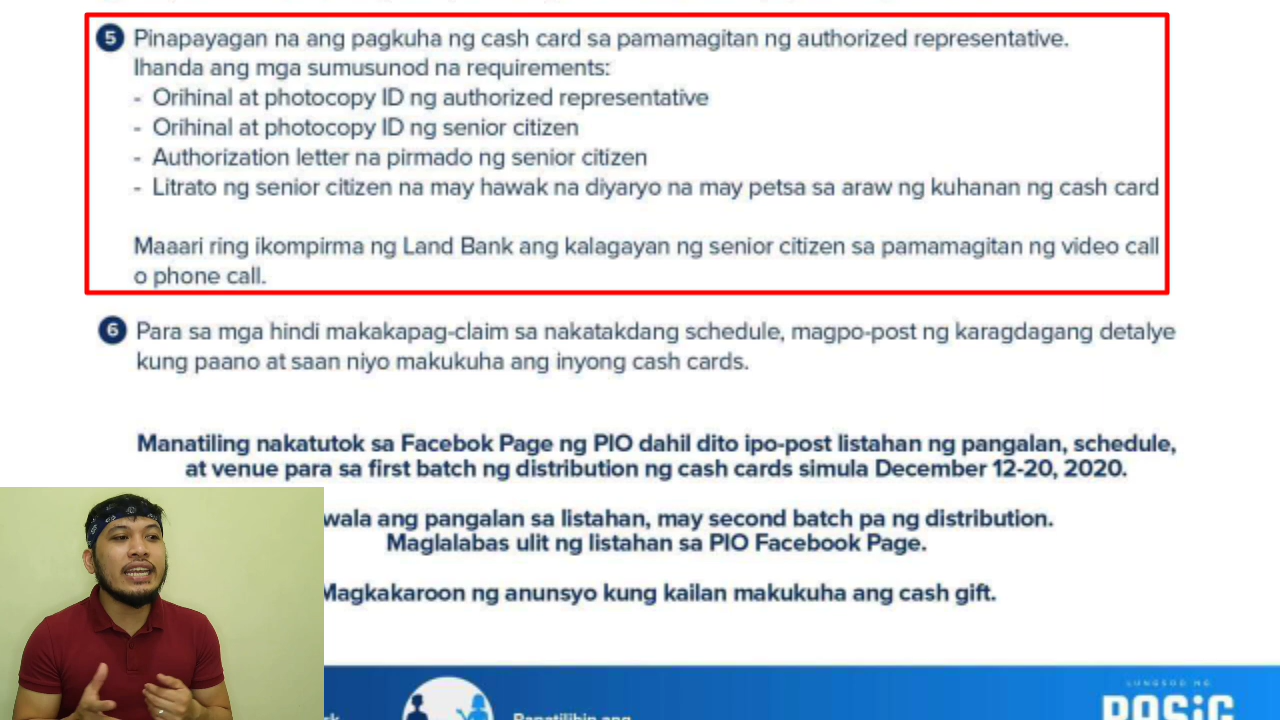 5 Pinapayagan na ang pagkuha ng cash card sa pamamagitan ng authorized representative.
Ihanda ang mga sumusunod na requirements:
- Orihinal at photocopy ID ng authorized representative
- Orihinal at photocopy ID ng senior citizen
- Authorization letter na pirmado ng senior citizen
- Litrato ng senior citizen na may hawak na diyaryo na may petsa sa araw ng kuhanan ng cash card
Maaari ring ikompirma ng Land Bank ang kalagayan ng senior citizen sa pamamagitan ng video call
o phone call.
6 Para sa mga hindi makakapag-claim sa nakatakdang schedule, magpo-post ng karagdagang detalye
kung paano at saan niyo makukuha ang inyong cash cards.
Manatiling nakatutok sa Facebok Page ng PIO dahil dito ipo-post listahan ng pangalan, schedule,
at venue para sa first batch ng distribution ng cash cards simula December 12-20, 2020.
wala ang pangalan sa listahan, may second batch pa ng distribution.
Maglalabas ulit ng listahan sa PIO Facebook Page.
Magkakaroon ng anunsyo kung kailan makukuha ang cash gift.
LUNGSOD NG
PASIG